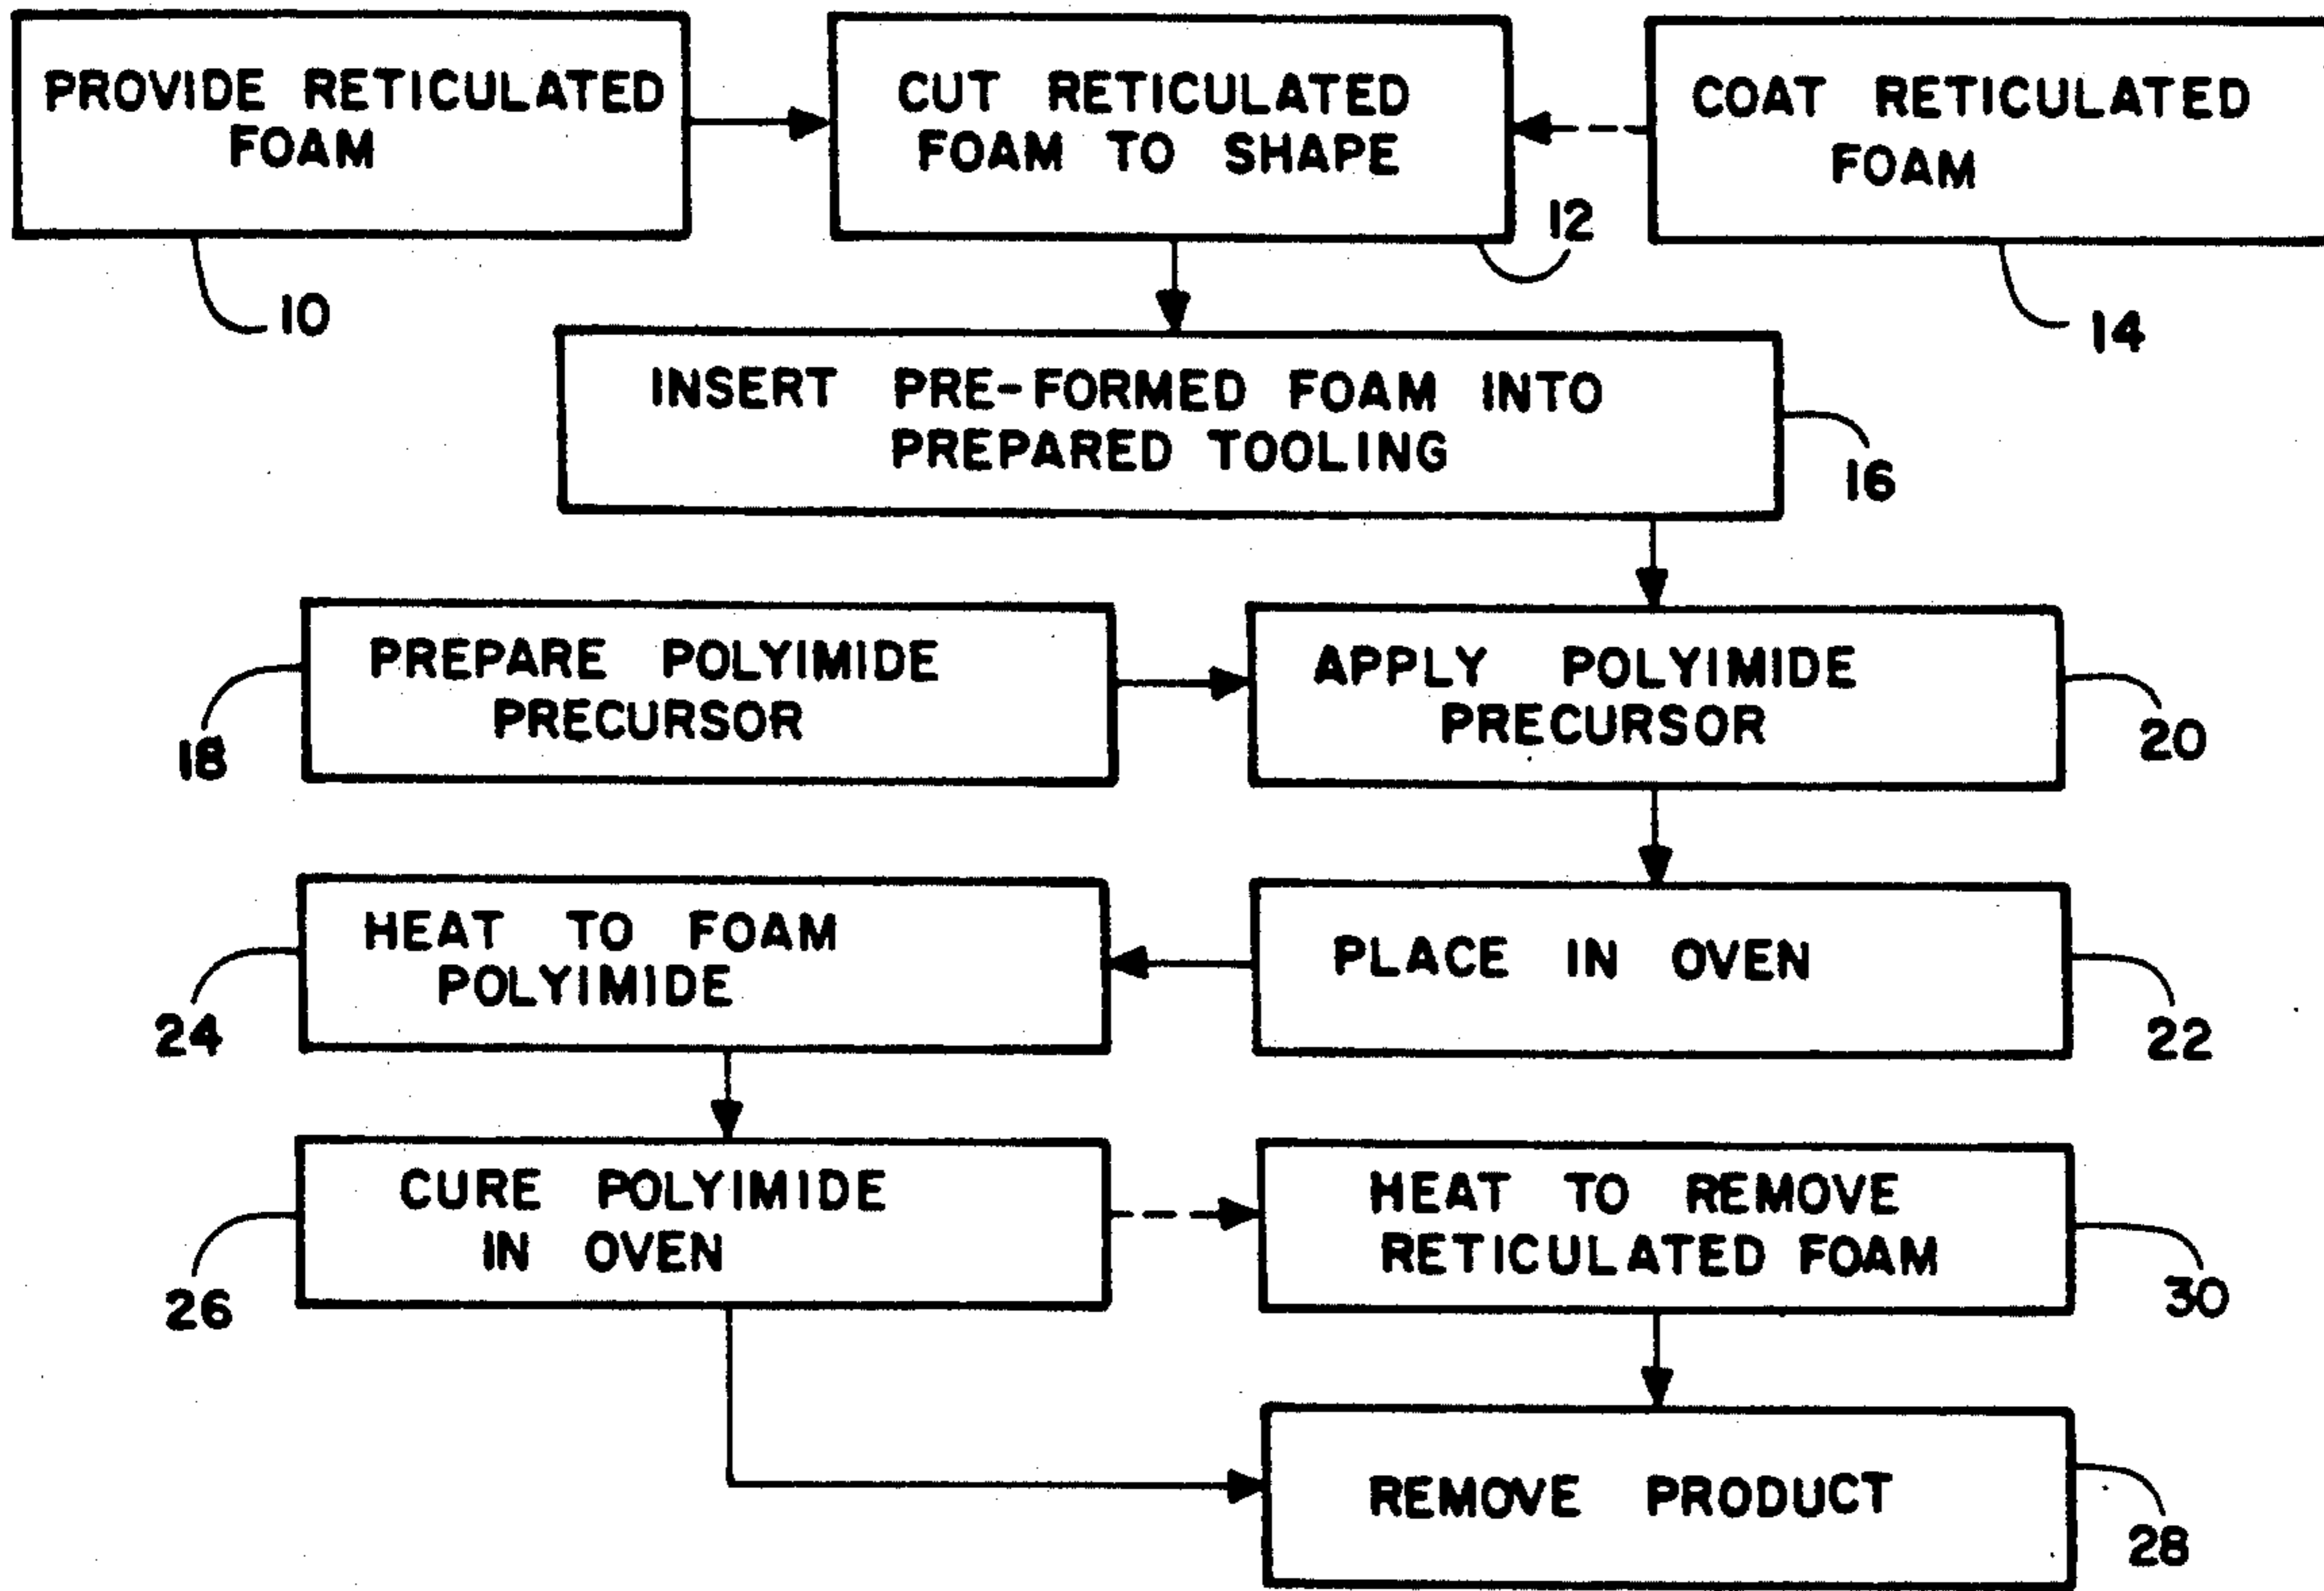 PROVIDE RETICULATED
FOAM
10
CUT RETICULATED
FOAM TO SHAPE
12
COAT RETICULATED
FOAM
14
INSERT PRE-FORMED FOAM INTO
PREPARED TOOLING
16
PREPARE POLYIMIDE
PRECURSOR
18
APPLY POLYIMIDE
PRECURSOR
20
PLACE IN OVEN
22
HEAT TO FOAM
POLYIMIDE
24
CURE POLYIMIDE
IN OVEN
26
HEAT TO REMOVE
RETICULATED FOAM
30
REMOVE PRODUCT
28